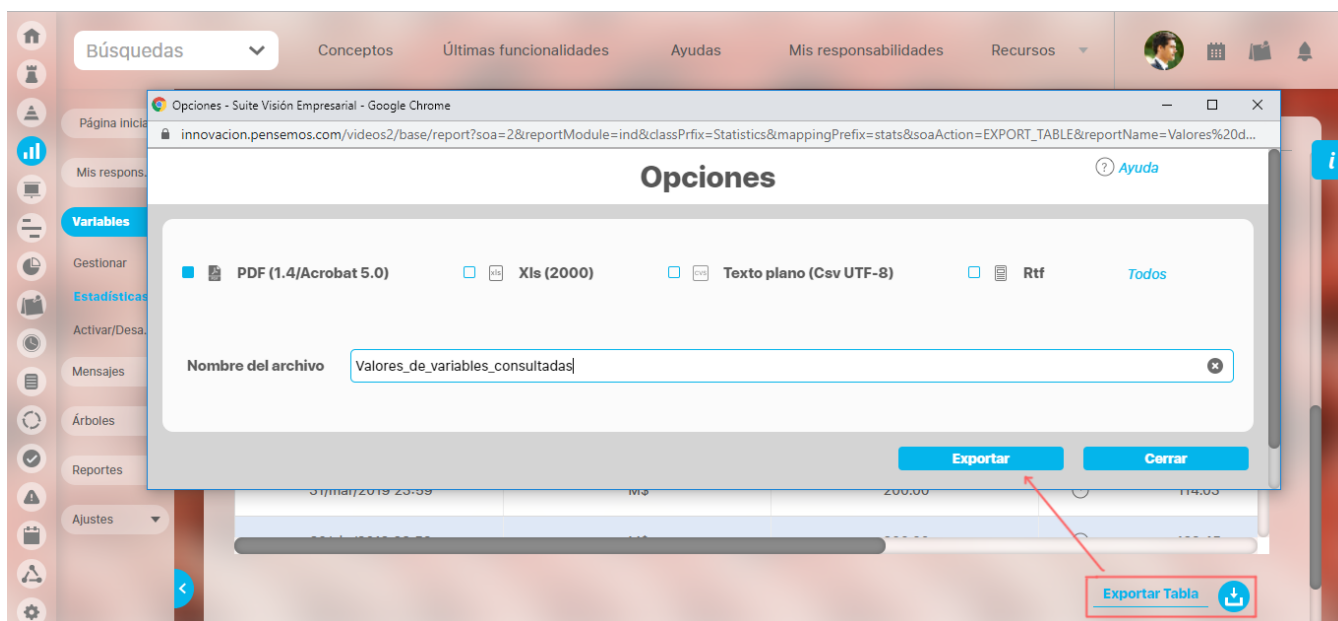 Búsquedas
Conceptos
Últimas funcionalidades
Ayudas
Mis responsabilidades
Recursos
Página inicia
Mis respons.
Variables
Gestionar
Estadísticas
Activar/Desa.
Mensajes
Árboles
Reportes
Ajustes
Opciones - Suite Visión Empresarial - Google Chrome
innovacion.pensemos.com/videos2/base/report?soa=2&reportModule=ind&classPrfix=Statistics&mappingPrefix=stats&soaAction=EXPORT_TABLE&reportName=Valores%20d...
Opciones
? Ayuda
i
PDF (1.4/Acrobat 5.0)
xls Xls (2000)
cvs Texto plano (Csv UTF-8)
Rtf
Todos
Nombre del archivo
Valores_de_variables_consultadas
Exportar
Cerrar
31/mar/2019 23:59 M$ 200.00 114.03
Exportar Tabla